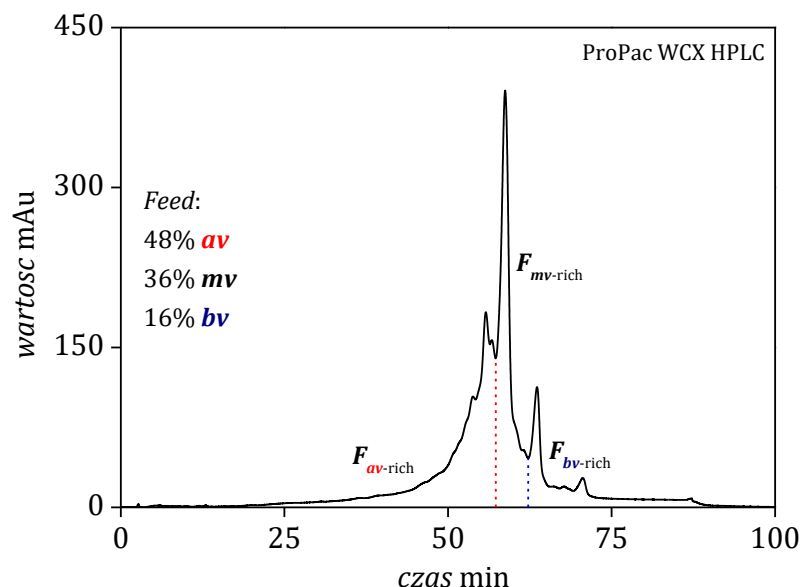 ProPac WCX HPLC
450
300
150
0
wartosc mAu
Feed:
48% av
36% mv
16% bv
F mv-rich
F av-rich
F bv-rich
0 25 50 75 100
czas min